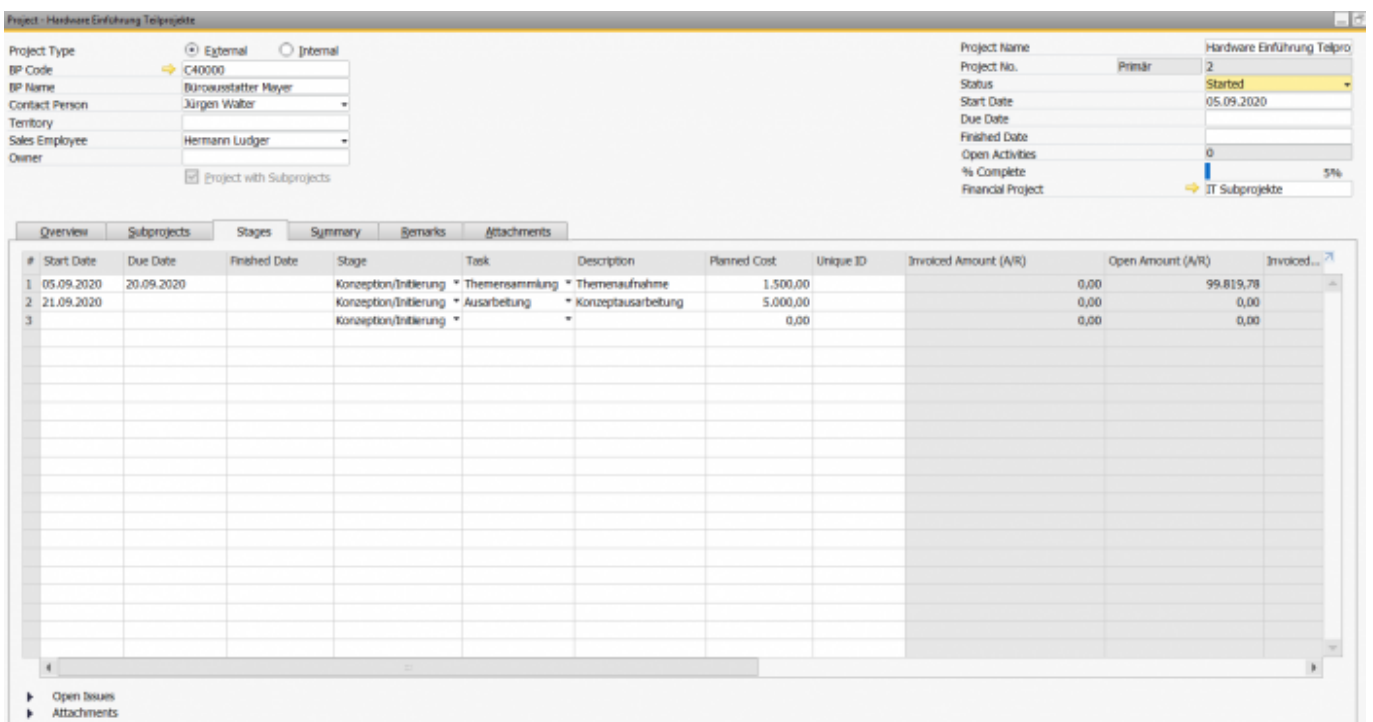 Project - Hardware Einführung Teilprojekte
Project Type External Internal
BP Code C40000
BP Name Büroausstatter Mayer
Contact Person Jürgen Walter
Territory
Sales Employee Hermann Ludger
Owner
Project with Subprojects
Project Name Hardware Einführung Teilpro
Project No. Primär 2
Status Started
Start Date 05.09.2020
Due Date
Finished Date
Open Activities 0
% Complete 5%
Financial Project IT Subprojekte
Overview Subprojects Stages Summary Remarks Attachments
# Start Date Due Date Finished Date Stage Task Description Planned Cost Unique ID Invoiced Amount (A/R) Open Amount (A/R) Invoiced...
1 05.09.2020 20.09.2020 Konzeption/Initiierung Themensammlung Themenaufnahme 1.500,00 0,00 99.819,78
2 21.09.2020 Konzeption/Initiierung Ausarbeitung Konzeptausarbeitung 5.000,00 0,00 0,00
3 Konzeption/Initiierung 0,00 0,00 0,00
Open Issues
Attachments